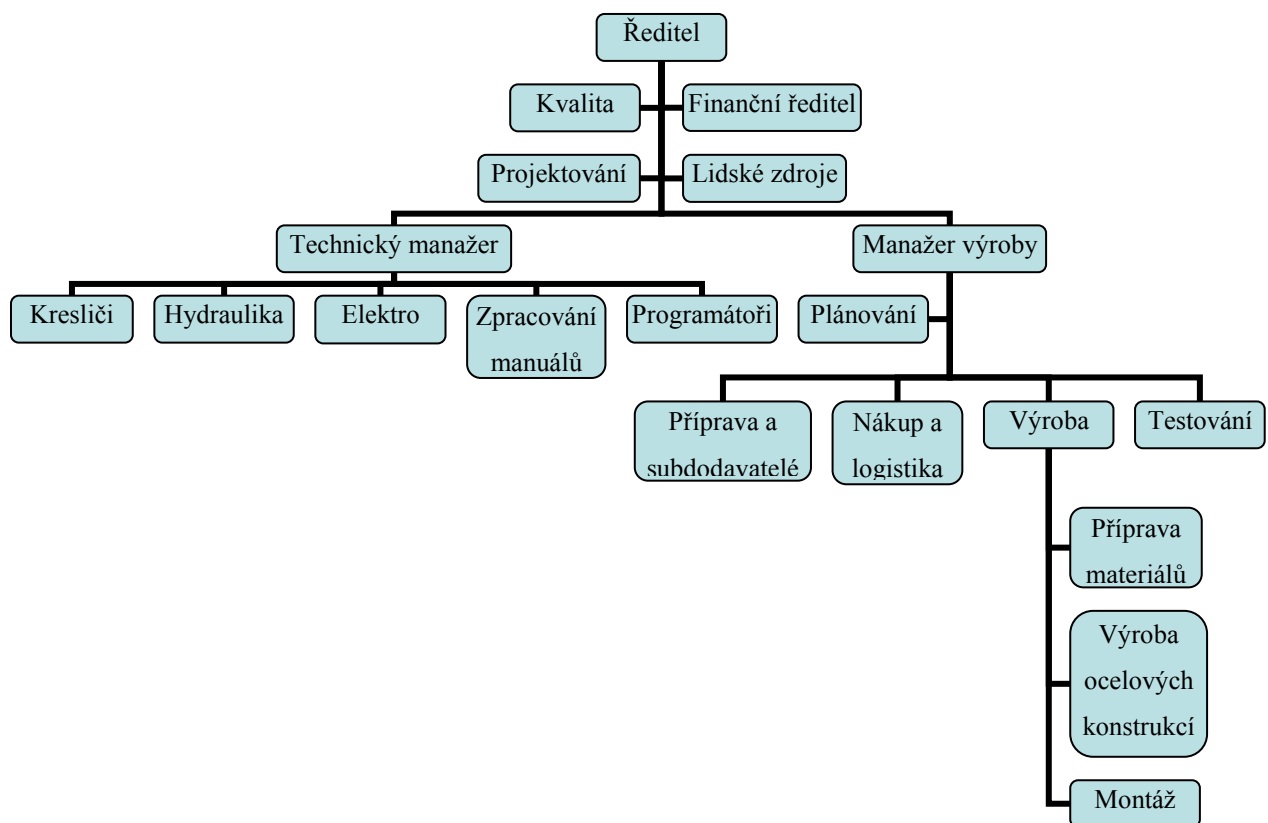 Ředitel
Kvalita
Finanční ředitel
Projektování
Lidské zdroje
Technický manažer
Manažer výroby
Kresliči
Hydraulika
Elektro
Zpracování
manuálů
Programátoři
Plánování
Příprava a
subdodavatelé
Nákup a
logistika
Výroba
Testování
Příprava
materiálů
Výroba
ocelových
konstrukcí
Montáž